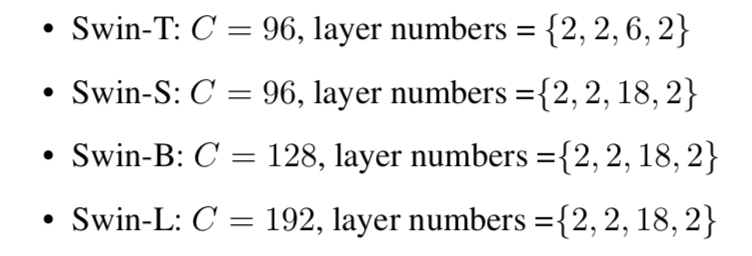 • Swin-T: C = 96, layer numbers = {2, 2, 6, 2}
• Swin-S: C = 96, layer numbers ={2, 2, 18, 2}
• Swin-B: C = 128, layer numbers ={2, 2, 18, 2}
• Swin-L: C = 192, layer numbers ={2, 2, 18, 2}